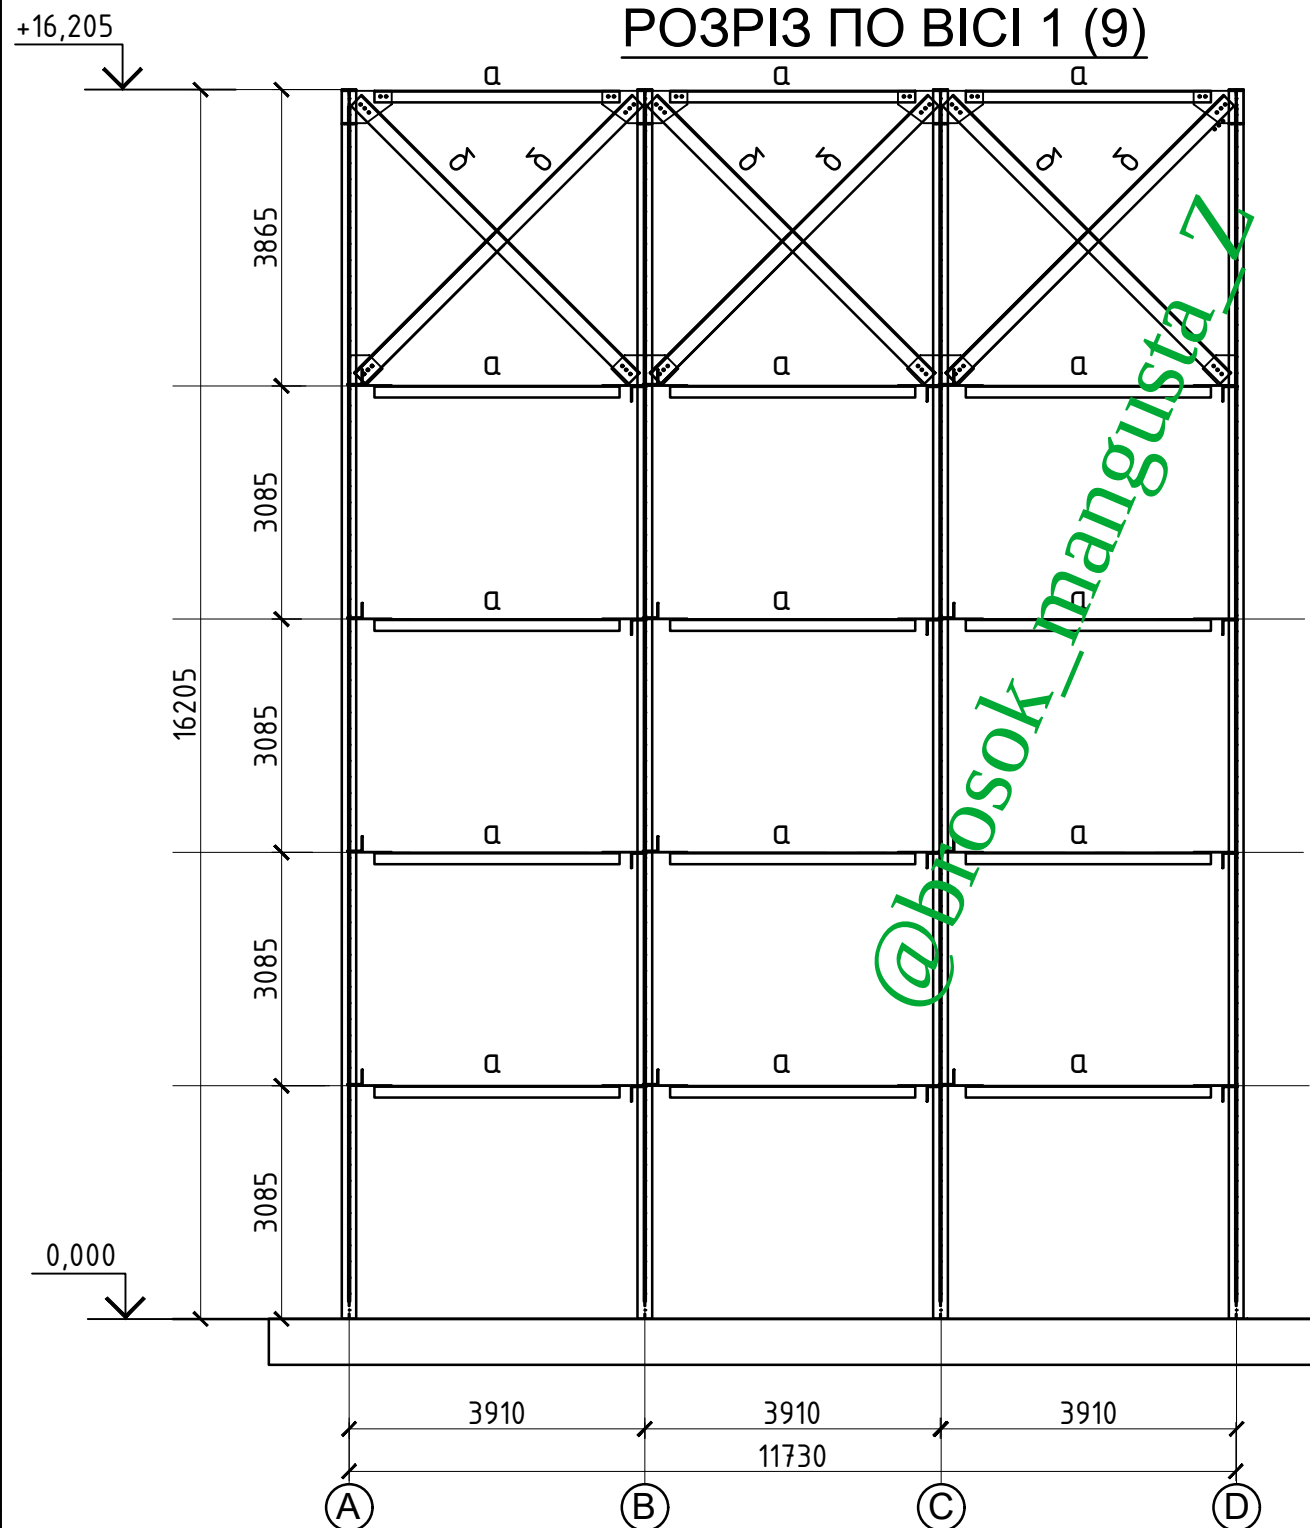 РОЗРІЗ ПО ВІСІ 1 (9)
+16,205
а а а
б б б б б б
3865
а а а
3085
а а а
16205
3085
а а а
3085
а а а
3085
0,000
3910 3910 3910
11730
A B C D
@brosok_mangusta_Z